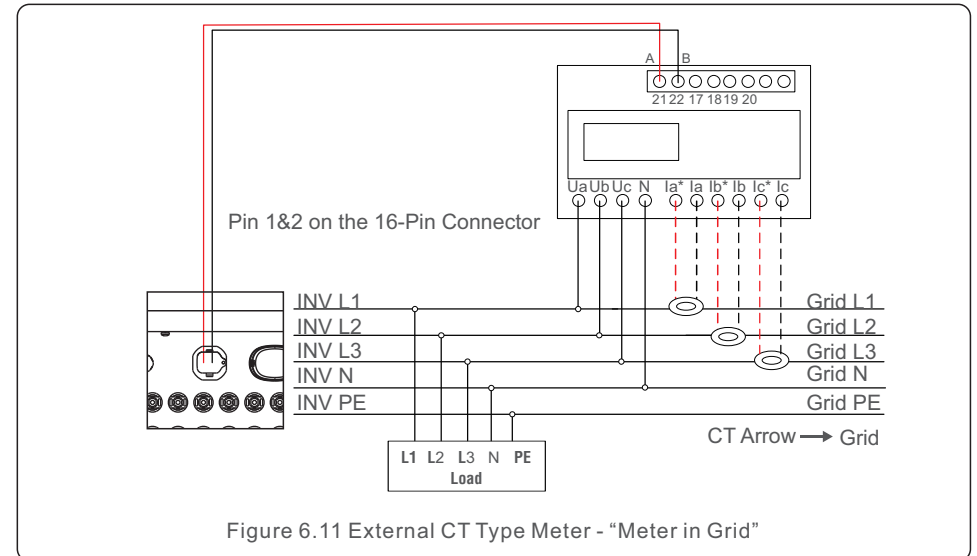 A B
21 22 17 18 19 20
Ua Ub Uc N Ia* Ia Ib* Ib Ic* Ic
Pin 1&2 on the 16-Pin Connector
INV L1 Grid L1
INV L2 Grid L2
INV L3 Grid L3
INV N Grid N
INV PE Grid PE
CT Arrow → Grid
L1 L2 L3 N PE
Load
Figure 6.11 External CT Type Meter - “Meter in Grid”